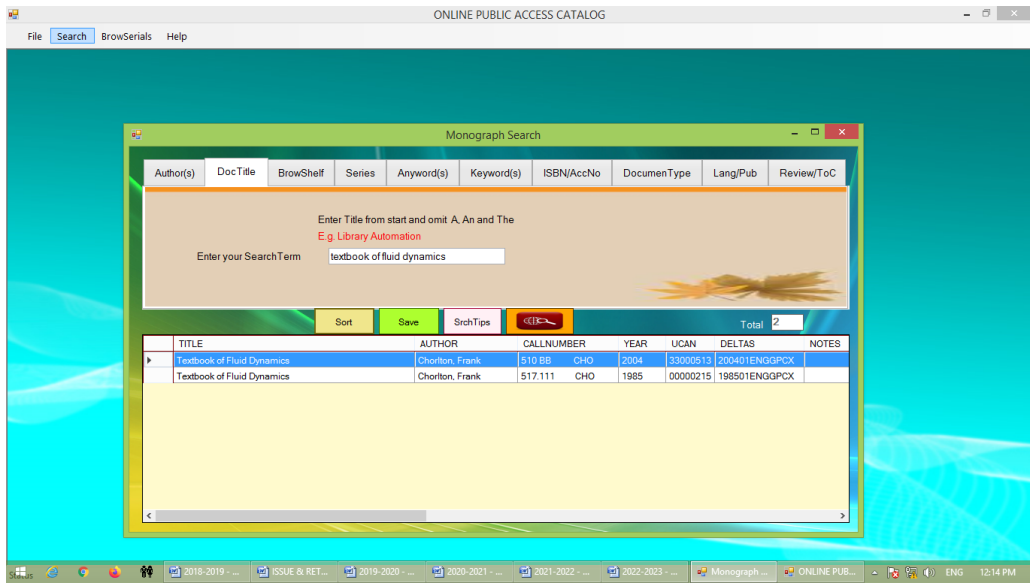 ONLINE PUBLIC ACCESS CATALOG
File Search BrowSerials Help
Monograph Search
Author(s) DocTitle BrowShelf Series Anyword(s) Keyword(s) ISBN/AccNo DocumenType Lang/Pub Review/ToC
Enter Title from start and omit A, An and The
E.g. Library Automation
Enter your SearchTerm textbook of fluid dynamics
Sort Save SrchTips Total 2
TITLE AUTHOR CALLNUMBER YEAR UCAN DELTAS NOTES
Textbook of Fluid Dynamics Chorlton, Frank 510 BB CHO 2004 33000513 200401ENGGPCX
Textbook of Fluid Dynamics Chorlton, Frank 517.111 CHO 1985 00000215 198501ENGGPCX
Status 2018-2019 - ... ISSUE & RET... 2019-2020 - ... 2020-2021 - ... 2021-2022 - ... 2022-2023 - ... Monograph ... ONLINE PUB... ENG 12:14 PM